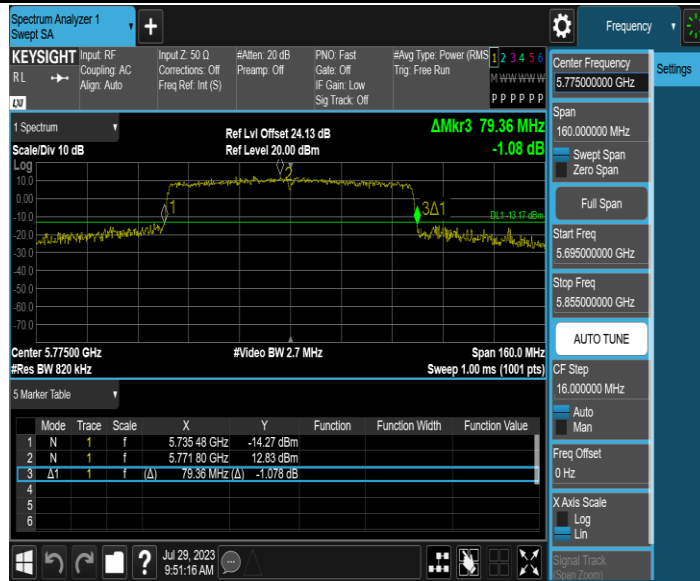 Spectrum Analyzer 1
Swept SA
Frequency
KEYSIGHT
RL
LXI
Input: RF
Coupling: AC
Align: Auto
Input Z: 50 Ω
Corrections: Off
Freq Ref: Int (S)
#Atten: 20 dB
Preamp: Off
PNO: Fast
Gate: Off
IF Gain: Low
Sig Track: Off
#Avg Type: Power (RMS
Trig: Free Run
1 2 3 4 5 6
M W W W W W
P P P P P P
Center Frequency
5.775000000 GHz
Settings
Span
160.000000 MHz
Swept Span
Zero Span
Full Span
Start Freq
5.695000000 GHz
Stop Freq
5.855000000 GHz
AUTO TUNE
CF Step
16.000000 MHz
Auto
Man
Freq Offset
0 Hz
X Axis Scale
Log
Lin
Signal Track
(Span Zoom)
1 Spectrum
Scale/Div 10 dB
Ref Lvl Offset 24.13 dB
Ref Level 20.00 dBm
ΔMkr3 79.36 MHz
-1.08 dB
Log
10.0
0.00
-10.0
-20.0
-30.0
-40.0
-50.0
-60.0
-70.0
1
2
3Δ1
DL1 -13.17 dBm
Center 5.77500 GHz
#Video BW 2.7 MHz
Span 160.0 MHz
#Res BW 820 kHz
Sweep 1.00 ms (1001 pts)
5 Marker Table
Mode Trace Scale X Y Function Function Width Function Value
1 N 1 f 5.735 48 GHz -14.27 dBm
2 N 1 f 5.771 80 GHz 12.83 dBm
3 Δ1 1 f (Δ) 79.36 MHz (Δ) -1.078 dB
4
5
6
?
Jul 29, 2023
9:51:16 AM